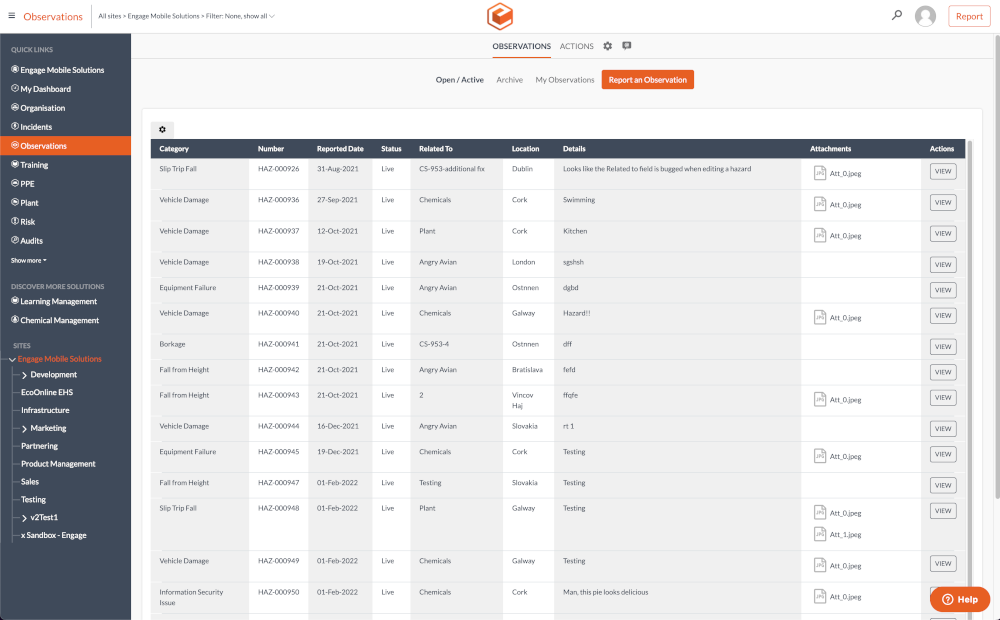 Observations
All sites > Engage Mobile Solutions > Filter: None, show all
Report
QUICK LINKS
Engage Mobile Solutions
My Dashboard
Organisation
Incidents
Observations
Training
PPE
Plant
Risk
Audits
Show more
DISCOVER MORE SOLUTIONS
Learning Management
Chemical Management
SITES
Engage Mobile Solutions
Development
EcoOnline EHS
Infrastructure
Marketing
Partnering
Product Management
Sales
Testing
v2Test1
x Sandbox - Engage
OBSERVATIONS ACTIONS
Open / Active Archive My Observations Report an Observation
Category Number Reported Date Status Related To Location Details Attachments Actions
Slip Trip Fall HAZ-000926 31-Aug-2021 Live CS-953-additional fix Dublin Looks like the Related to field is bugged when editing a hazard Att_0.jpeg VIEW
Vehicle Damage HAZ-000936 27-Sep-2021 Live Chemicals Cork Swimming Att_0.jpeg VIEW
Vehicle Damage HAZ-000937 12-Oct-2021 Live Plant Cork Kitchen Att_0.jpeg VIEW
Vehicle Damage HAZ-000938 19-Oct-2021 Live Angry Avian London sgshsh VIEW
Equipment Failure HAZ-000939 21-Oct-2021 Live Angry Avian Ostnnen dgbd VIEW
Vehicle Damage HAZ-000940 21-Oct-2021 Live Chemicals Galway Hazard!! Att_0.jpeg VIEW
Borkage HAZ-000941 21-Oct-2021 Live CS-953-4 Ostnnen dff VIEW
Fall from Height HAZ-000942 21-Oct-2021 Live Angry Avian Bratislava fefd VIEW
Fall from Height HAZ-000943 21-Oct-2021 Live 2 Vincov ffqfe Att_0.jpeg VIEW
Haj
Vehicle Damage HAZ-000944 16-Dec-2021 Live Angry Avian Slovakia rt 1 VIEW
Equipment Failure HAZ-000945 19-Dec-2021 Live Chemicals Cork Testing Att_0.jpeg VIEW
Fall from Height HAZ-000947 01-Feb-2022 Live Testing Slovakia Testing VIEW
Slip Trip Fall HAZ-000948 01-Feb-2022 Live Plant Galway Testing Att_0.jpeg VIEW
Att_1.jpeg
Vehicle Damage HAZ-000949 01-Feb-2022 Live Chemicals Galway Testing Att_0.jpeg VIEW
Information Security HAZ-000950 01-Feb-2022 Live Chemicals Cork Man, this pie looks delicious Att_0.jpeg
Issue
Help